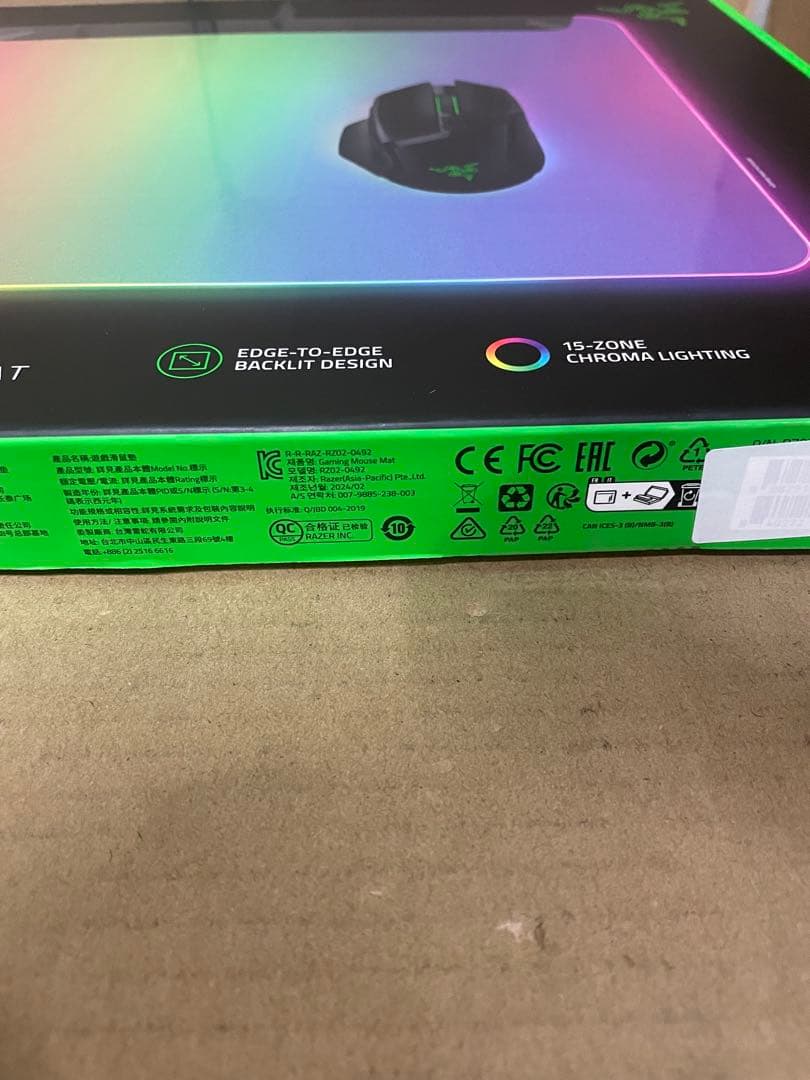 AT
EDGE-TO-EDGE
BACKLIT DESIGN
15-ZONE
CHROMA LIGHTING
產品名稱:遊戲滑鼠墊
產品型號: 詳見產品本體Model No.標示
額定電壓/電流: 詳見產品本體Rating標示
製造年份: 詳見產品本體PID或S/N標示 (S/N:第3-4
碼表示西元年)
功能規格或相容性:詳見系統需求及包裝內容說明
使用方法/ 注意事項: 請參閱內附說明文件
台灣雷蛇有限公司
地址: 台北市中山區民生東路三段69號4樓
電話:+886 (2) 2516 6616
R-R-RAZ-RZ02-0492
제품명: Gaming Mouse Mat
모델명: RZ02-0492
제조자: Razer(Asia-Pacific) Pte.Ltd.
제조년월: 2024/02
A/S 연락처: 007-9885-238-003
执行标准: Q/JBD 004-2019
QC
PASS
合格证 已检验
RAZER INC.
10
CE FC EAC
1
FR
20
PAP
22
PAP
CAN ICES-3 (B)/NMB-3(B)